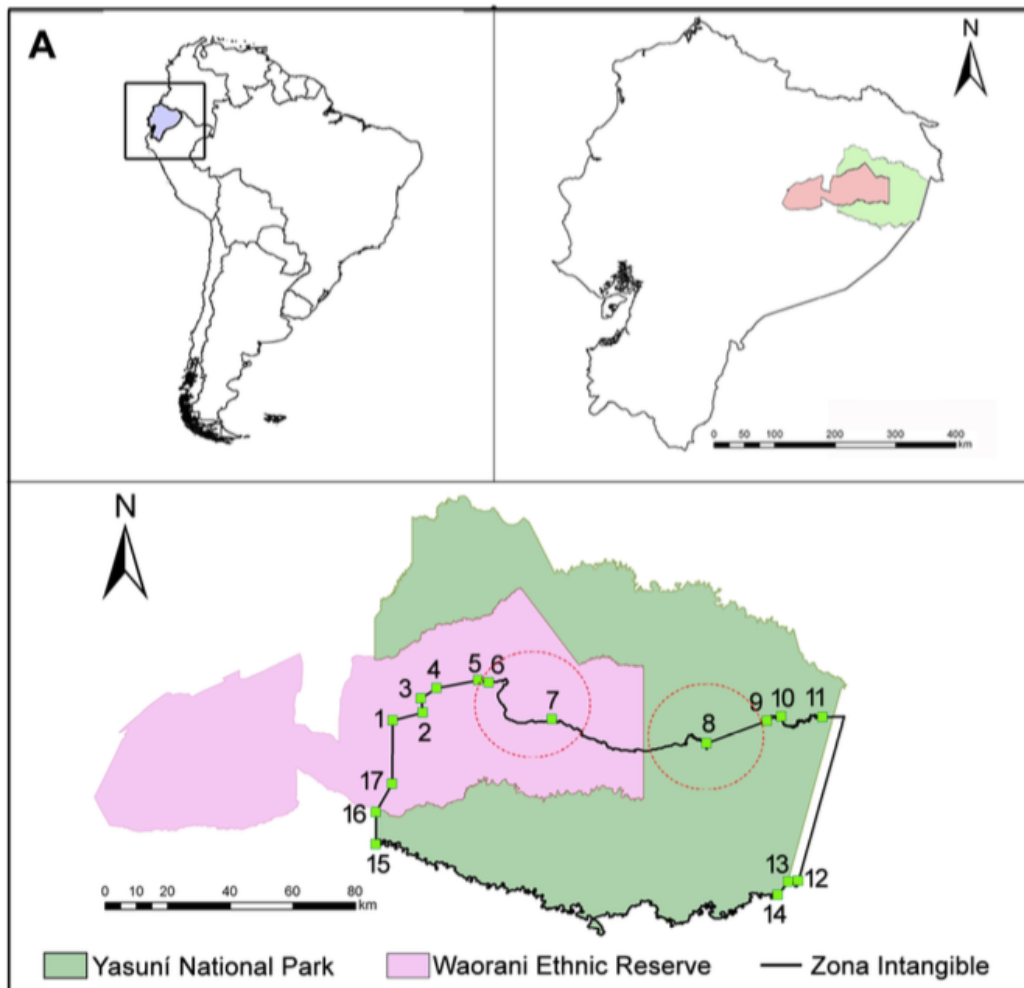 A
N
0 50 100 200 300 400
km
N
1
2
3
4
5
6
7
8
9
10
11
12
13
14
15
16
17
0 10 20 40 60 80
km
Yasuní National Park
Waorani Ethnic Reserve
Zona Intangible